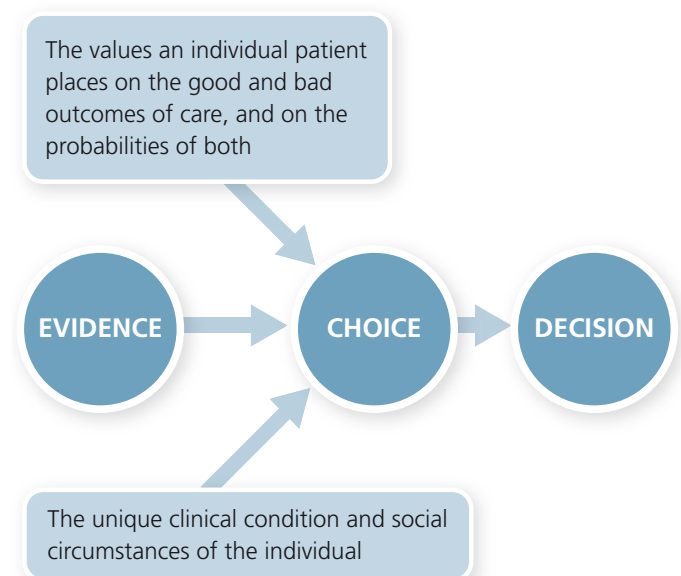 The values an individual patient
places on the good and bad
outcomes of care, and on the
probabilities of both
EVIDENCE
CHOICE
DECISION
The unique clinical condition and social
circumstances of the individual